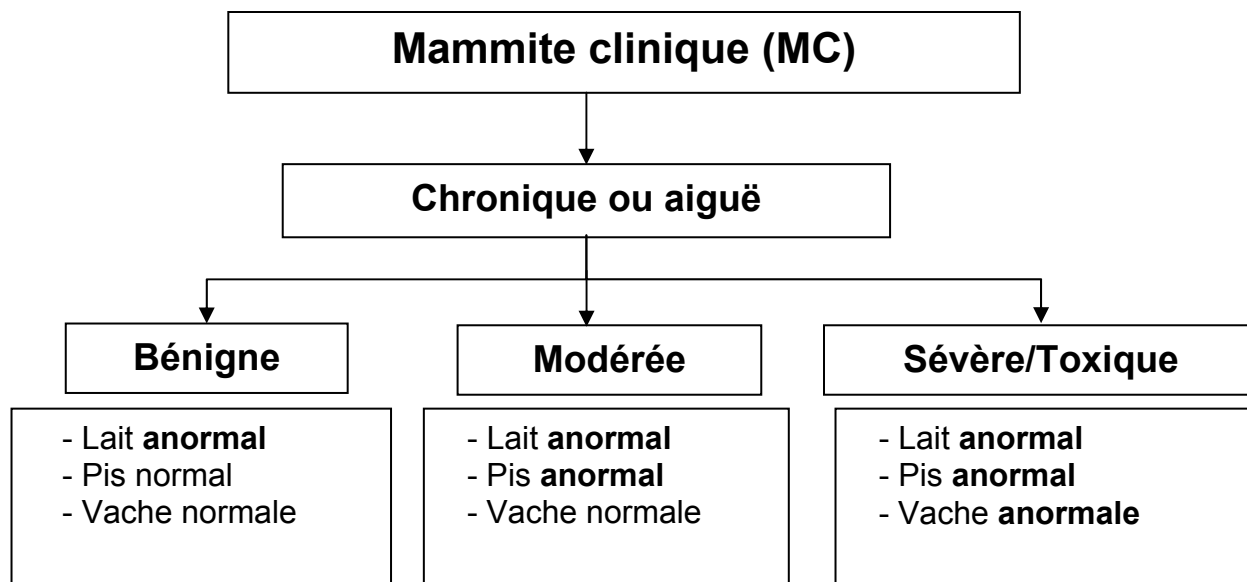 Mammite clinique (MC)
Chronique ou aiguë
Bénigne
- Lait anormal
- Pis normal
- Vache normale
Modérée
- Lait anormal
- Pis anormal
- Vache normale
Sévère/Toxique
- Lait anormal
- Pis anormal
- Vache anormale